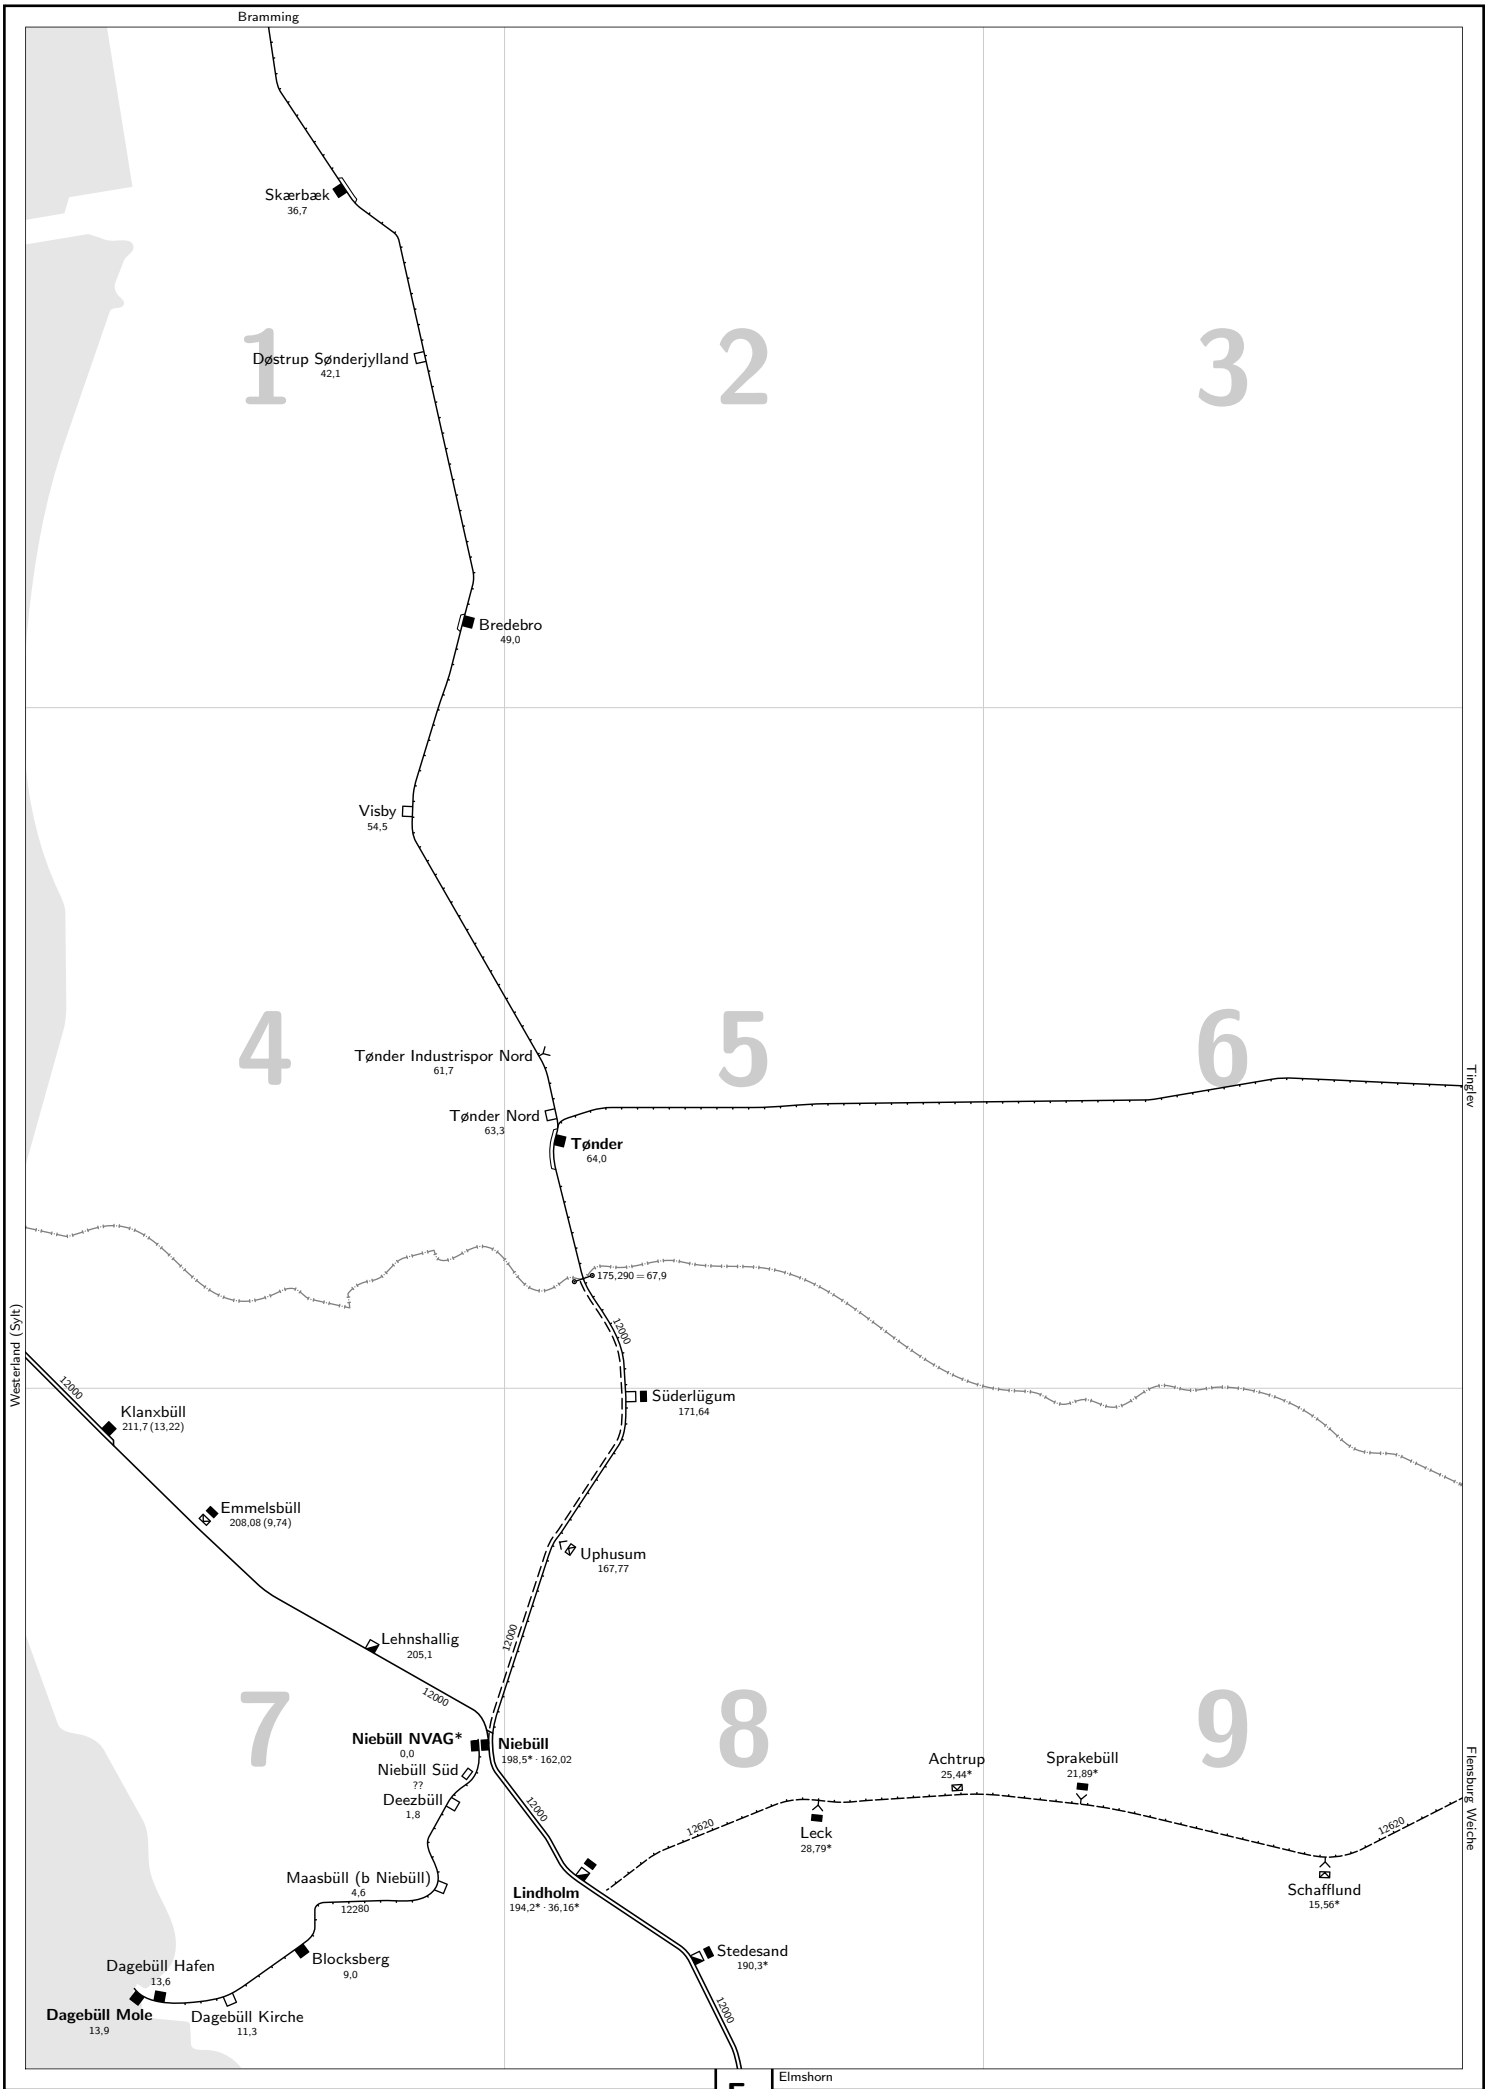 Bramming
Skærbæk
36,7
1
2
3
Døstrup Sønderjylland
42,1
Bredebro
49,0
Visby
54,5
4
5
6
Tønder Industrispor Nord
61,7
Tinglev
Tønder Nord
63,3
Tønder
64,0
175,290 = 67,9
12000
Westerland (Sylt)
12000
Süderlügum
171,64
Klanxbüll
211,7 (13,22)
Emmelsbüll
208,08 (9,74)
Uphusum
167,77
12000
Lehnshallig
205,1
12000
7
8
9
Niebüll NVAG*
0,0
Niebüll
198,5* · 162,02
Niebüll Süd
??
Deezbüll
1,8
Achtrup
25,44*
Sprakebüll
21,89*
Flensburg Weiche
12000
12620
Leck
28,79*
12620
Maasbüll (b Niebüll)
4,6
12280
Lindholm
194,2* · 36,16*
Schafflund
15,56*
Stedesand
190,3*
Blocksberg
9,0
Dagebüll Hafen
13,6
Dagebüll Mole
13,9
Dagebüll Kirche
11,3
12000
Elmshorn